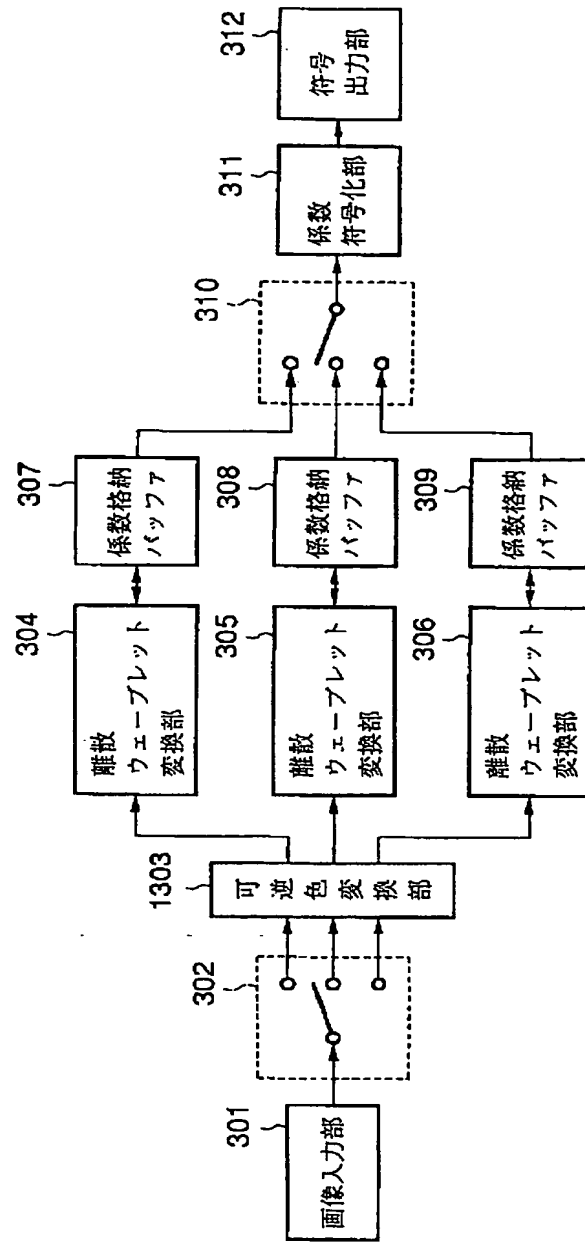 301
画像入力部
302
1303
可逆色変換部
304
離散
ウェーブレット
変換部
305
離散
ウェーブレット
変換部
306
離散
ウェーブレット
変換部
307
係数格納
バッファ
308
係数格納
バッファ
309
係数格納
バッファ
310
311
係数
符号化部
312
符号
出力部